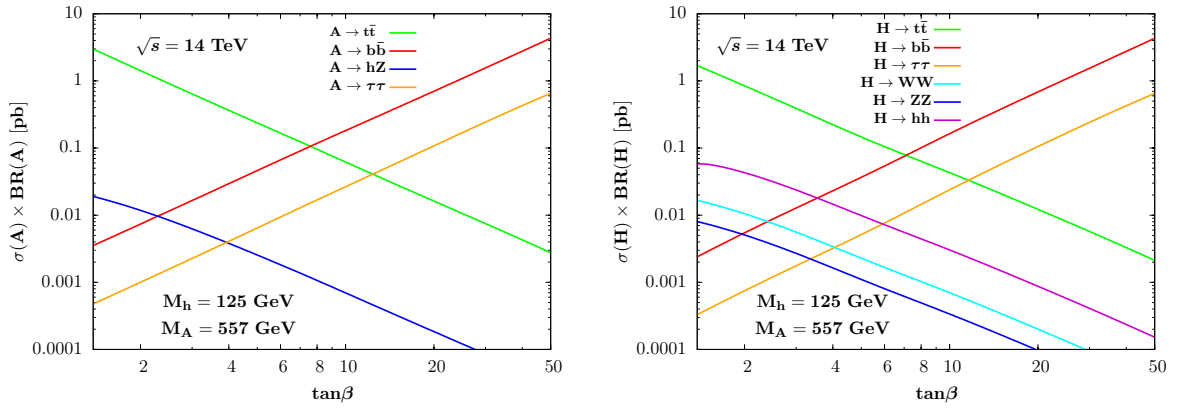 σ(A) × BR(A) [pb]
10
1
0.1
0.01
0.001
0.0001
√s = 14 TeV
A → tt̄
A → bb̄
A → hZ
A → ττ
M_h = 125 GeV
M_A = 557 GeV
2 4 6 8 10 20 50
tanβ
σ(H) × BR(H) [pb]
10
1
0.1
0.01
0.001
0.0001
√s = 14 TeV
H → tt̄
H → bb̄
H → ττ
H → WW
H → ZZ
H → hh
M_h = 125 GeV
M_A = 557 GeV
2 4 6 8 10 20 50
tanβ